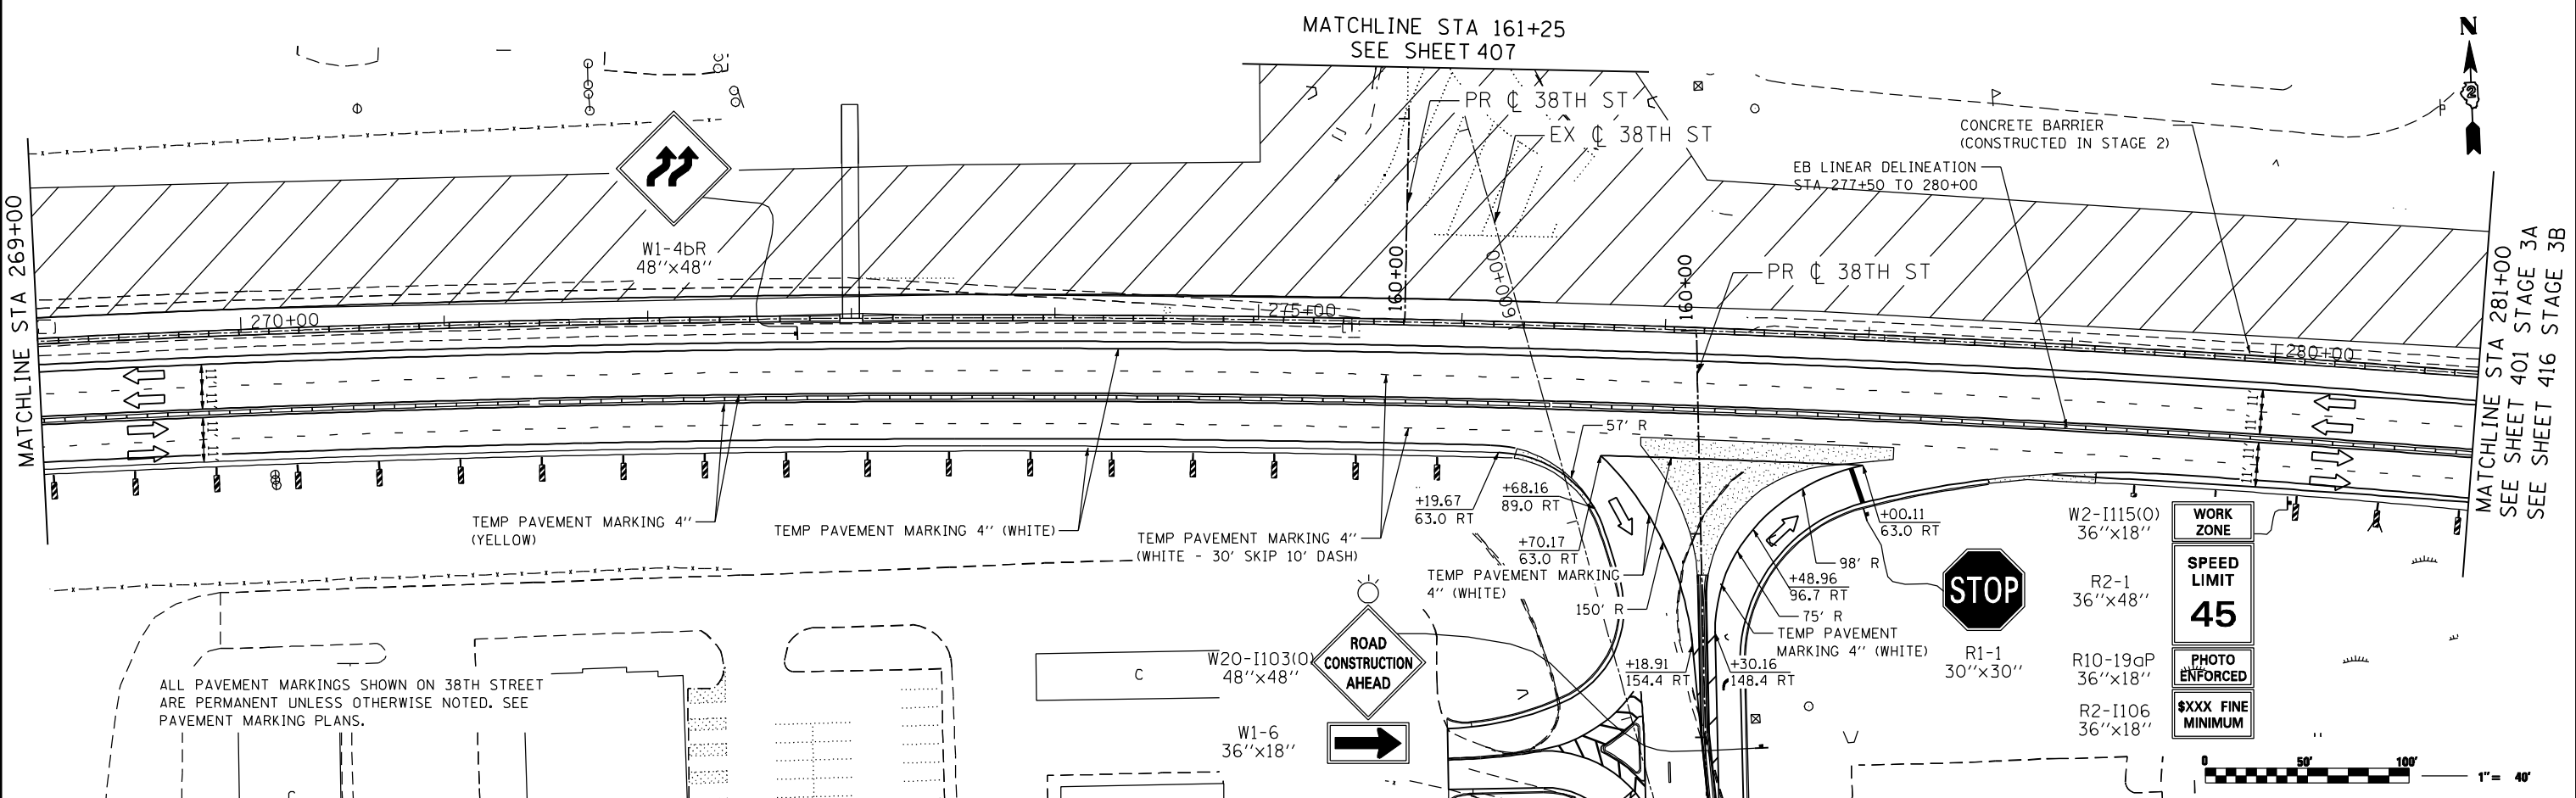 MATCHLINE STA 161+25
SEE SHEET 407
N
2
PR ℄ 38TH ST
EX ℄ 38TH ST
CONCRETE BARRIER
(CONSTRUCTED IN STAGE 2)
EB LINEAR DELINEATION
STA 277+50 TO 280+00
MATCHLINE STA 269+00
W1-4bR
48"x48"
160+00
160+00
160+00
PR ℄ 38TH ST
270+00
275+00
280+00
MATCHLINE STA 281+00
SEE SHEET 401 STAGE 3A
SEE SHEET 416 STAGE 3B
11' 11'
11' 11'
11' 11'
11' 11'
57' R
TEMP PAVEMENT MARKING 4"
(YELLOW)
TEMP PAVEMENT MARKING 4" (WHITE)
TEMP PAVEMENT MARKING 4"
(WHITE - 30' SKIP 10' DASH)
+19.67
63.0 RT
+68.16
89.0 RT
+70.17
63.0 RT
+00.11
63.0 RT
TEMP PAVEMENT MARKING
4" (WHITE)
150' R
98' R
+48.96
96.7 RT
75' R
TEMP PAVEMENT
MARKING 4" (WHITE)
+18.91
154.4 RT
+30.16
148.4 RT
STOP
R1-1
30"x30"
W2-I115(O)
36"x18"
WORK
ZONE
R2-1
36"x48"
SPEED
LIMIT
45
R10-19aP
36"x18"
PHOTO
ENFORCED
R2-I106
36"x18"
$XXX FINE
MINIMUM
W20-I103(O)
48"x48"
ROAD
CONSTRUCTION
AHEAD
W1-6
36"x18"
C
C
ALL PAVEMENT MARKINGS SHOWN ON 38TH STREET
ARE PERMANENT UNLESS OTHERWISE NOTED. SEE
PAVEMENT MARKING PLANS.
0 50' 100'
1" = 40'